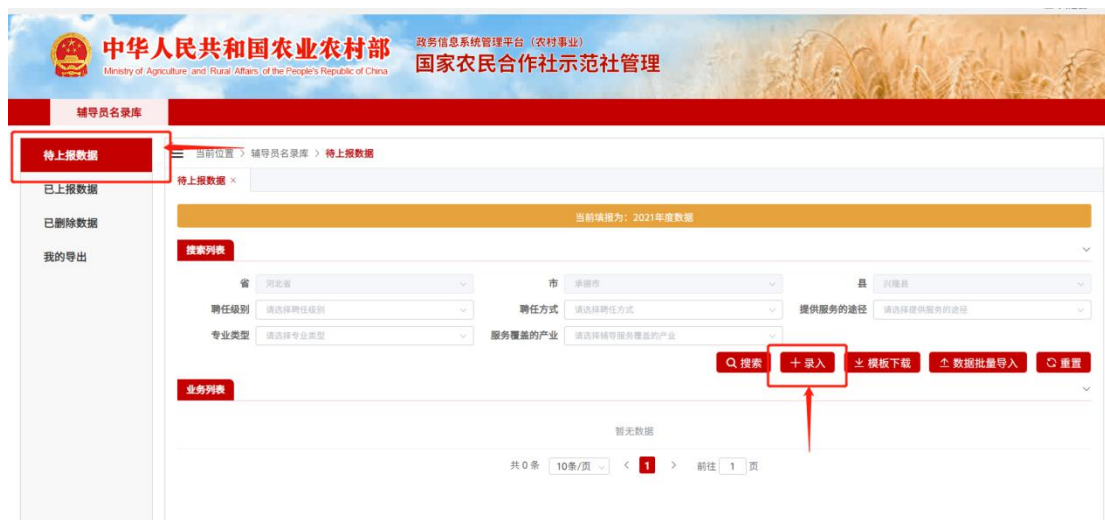 中华人民共和国农业农村部
Ministry of Agriculture and Rural Affairs of the People's Republic of China
政务信息系统管理平台（农村事业）
国家农民合作社示范社管理
辅导员名录库
待上报数据
已上报数据
已删除数据
我的导出
当前位置 > 辅导员名录库 > 待上报数据
待上报数据 ×
当前填报为：2021年度数据
搜索列表
省 河北省 市 承德市 县 兴隆县
聘任级别 请选择聘任级别 聘任方式 请选择聘任方式 提供服务的途径 请选择提供服务的途径
专业类型 请选择专业类型 服务覆盖的产业 请选择辅导服务覆盖的产业
搜索 +录入 模板下载 数据批量导入 重置
业务列表
暂无数据
共 0 条 10条/页 < 1 > 前往 1 页